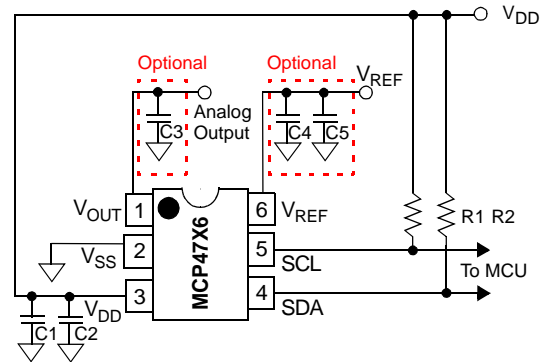 VDD
Optional
Optional
VREF
C3
Analog
Output
C4 C5
VOUT 1
6 VREF
R1 R2
MCP47X6
VSS 2
5 SCL
To MCU
VDD 3
4 SDA
C1 C2